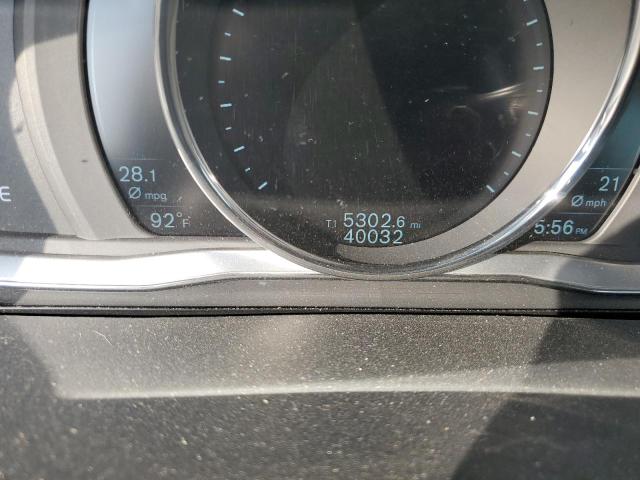 28.1
Ø mpg
92°F
E
T1 5302.6 mi
40032
21
Ø mph
5:56 PM